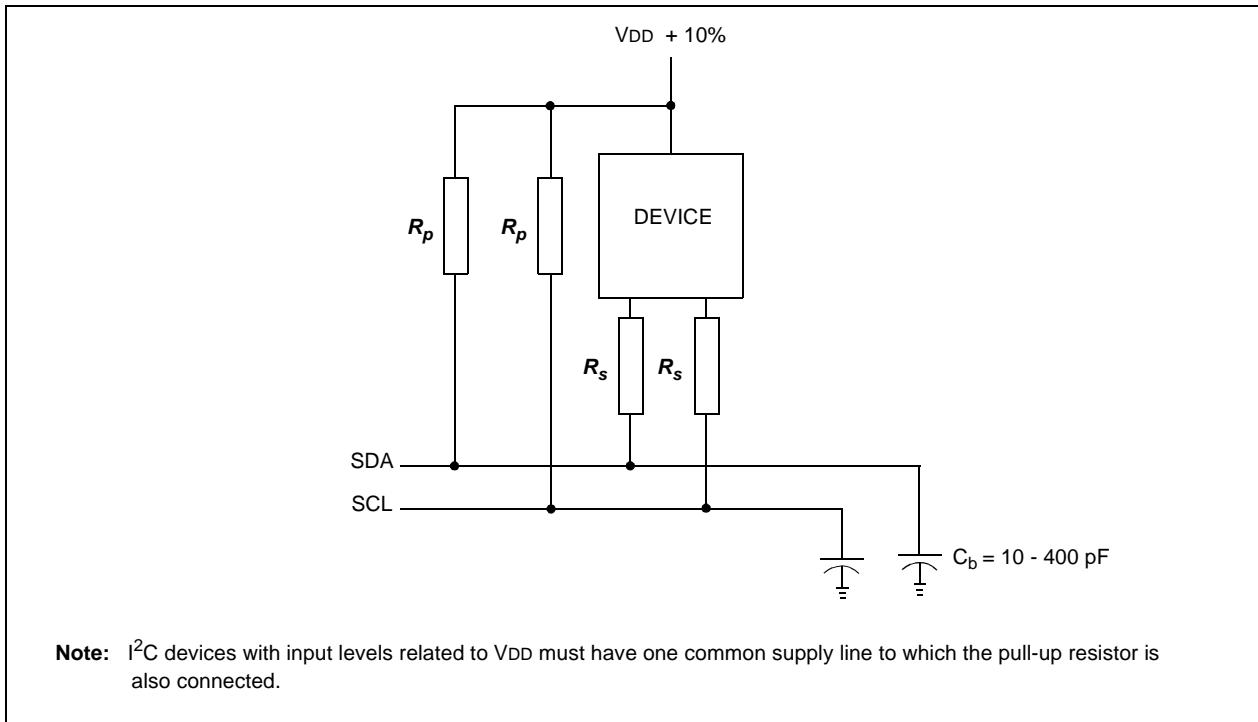 VDD + 10%
DEVICE
Rp
Rp
Rs
Rs
SDA
SCL
Cb = 10 - 400 pF
Note: I2C devices with input levels related to VDD must have one common supply line to which the pull-up resistor is
also connected.